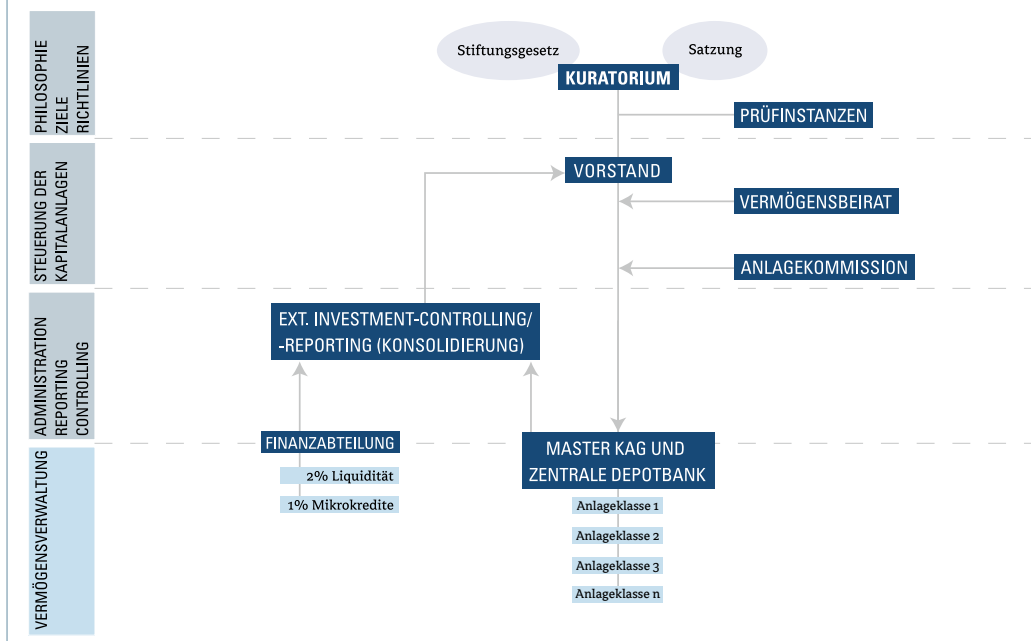 PHILOSOPHIE
ZIELE
RICHTLINIEN
Stiftungsgesetz
Satzung
KURATORIUM
PRÜFINSTANZEN
STEUERUNG DER
KAPITALANLAGEN
VORSTAND
VERMÖGENSBEIRAT
ANLAGEKOMMISSION
ADMINISTRATION
REPORTING
CONTROLLING
EXT. INVESTMENT-CONTROLLING/
-REPORTING (KONSOLIDIERUNG)
VERMÖGENSVERWALTUNG
FINANZABTEILUNG
2% Liquidität
1% Mikrokredite
MASTER KAG UND
ZENTRALE DEPOTBANK
Anlageklasse 1
Anlageklasse 2
Anlageklasse 3
Anlageklasse n